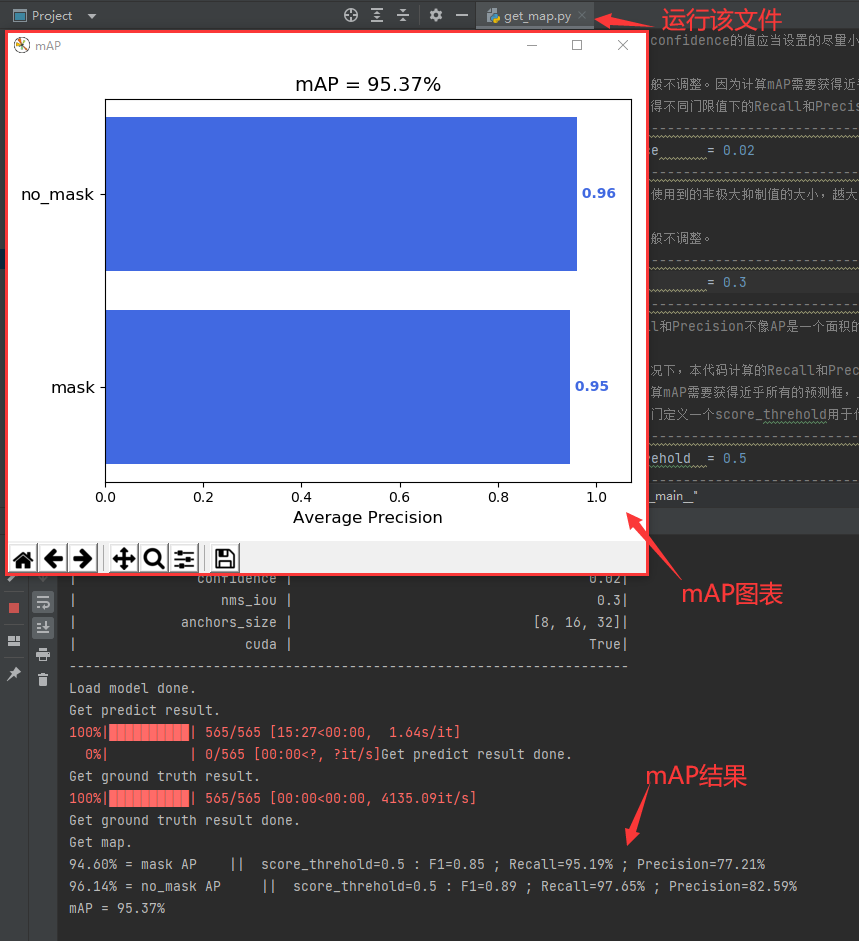 Project
get_map.py
运行该文件
mAP
confidence的值应当设置的尽量小
mAP = 95.37%
般不调整。因为计算mAP需要获得近
得不同门限值下的Recall和Precis
= 0.02
no_mask
0.96
使用到的非极大抑制值的大小，越大
般不调整。
= 0.3
和Precision不像AP是一个面积的
况下，本代码计算的Recall和Prec
mask
0.95
算mAP需要获得近乎所有的预测框，
门定义一个score_threhold用于
ehold = 0.5
_main__"
0.0 0.2 0.4 0.6 0.8 1.0
Average Precision
mAP图表
| confidence | 0.02|
| nms_iou | 0.3|
| anchors_size | [8, 16, 32]|
| cuda | True|
----------------------------------------------------------------------
Load model done.
Get predict result.
100%|██████████| 565/565 [15:27<00:00,  1.64s/it]
0%|          | 0/565 [00:00<?, ?it/s]Get predict result done.
Get ground truth result.
mAP结果
100%|██████████| 565/565 [00:00<00:00, 4135.09it/s]
Get ground truth result done.
Get map.
94.60% = mask AP    ||  score_threhold=0.5 : F1=0.85 ; Recall=95.19% ; Precision=77.21%
96.14% = no_mask AP     ||  score_threhold=0.5 : F1=0.89 ; Recall=97.65% ; Precision=82.59%
mAP = 95.37%